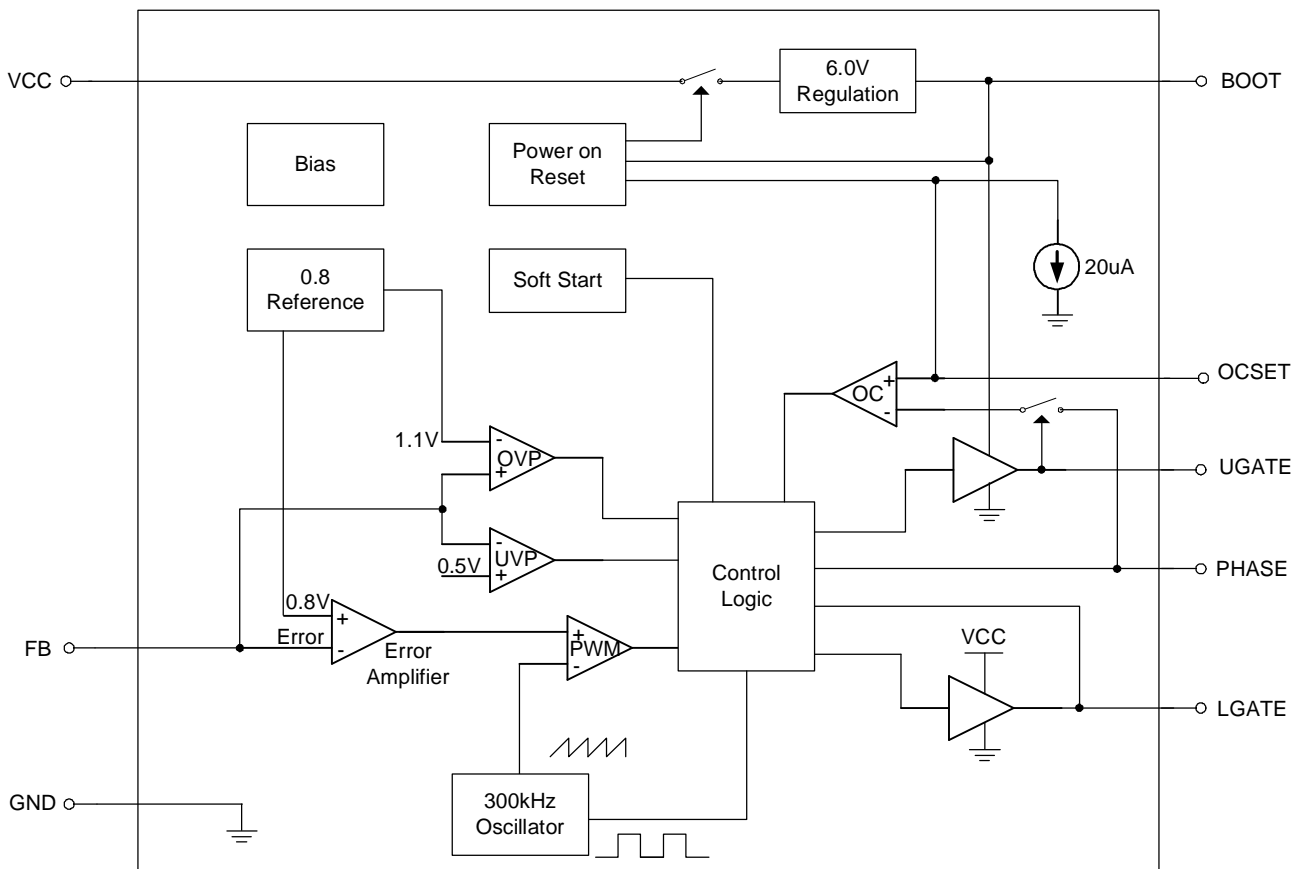 VCC
6.0V
Regulation
BOOT
Bias
Power on
Reset
0.8
Reference
Soft Start
20uA
OCSET
+
OC
-
1.1V
-
OVP
+
UGATE
-
UVP
0.5V
+
Control
Logic
PHASE
0.8V
+
Error
-
Error
Amplifier
+
PWM
-
FB
VCC
LGATE
GND
300kHz
Oscillator